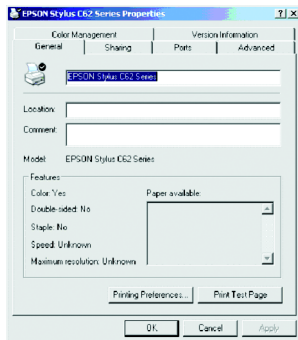 EPSON Stylus C62 Series Properties
Color Management Version Information
General Sharing Ports Advanced
EPSON Stylus C62 Series
Location:
Comment:
Model: EPSON Stylus C62 Series
Features
Color: Yes Paper available:
Double-sided: No
Staple: No
Speed: Unknown
Maximum resolution: Unknown
Printing Preferences... Print Test Page
OK Cancel Apply